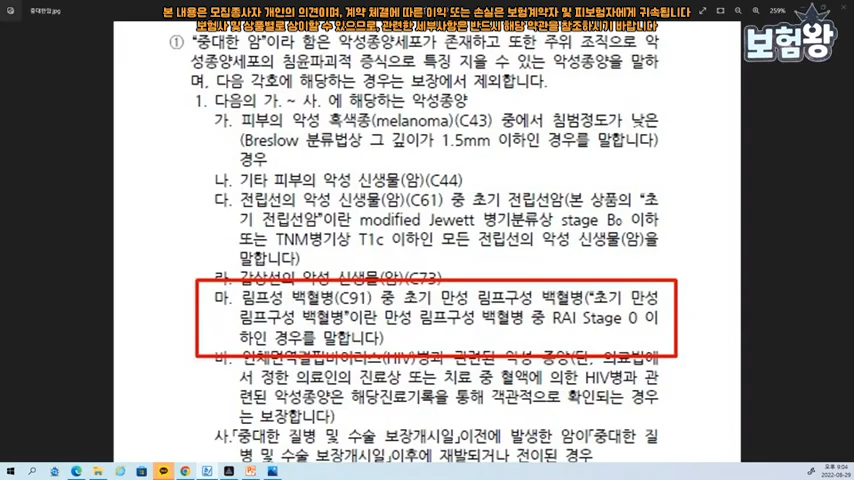 중대한암.jpg
259%
본 내용은 모집종사자 개인의 의견이며, 계약 체결에 따른 이익 또는 손실은 보험계약자 및 피보험자에게 귀속됩니다
보험사 및 상품별로 상이할 수 있으므로, 관련한 세부사항은 반드시 해당 약관을 참조하시기 바랍니다
보험왕
① “중대한 암”이라 함은 악성종양세포가 존재하고 또한 주위 조직으로 악
성종양세포의 침윤파괴적 증식으로 특징 지을 수 있는 악성종양을 말하
며, 다음 각호에 해당하는 경우는 보장에서 제외합니다.
1. 다음의 가. ~ 사. 에 해당하는 악성종양
가. 피부의 악성 흑색종(melanoma)(C43) 중에서 침범정도가 낮은
(Breslow 분류법상 그 깊이가 1.5mm 이하인 경우를 말합니다)
경우
나. 기타 피부의 악성 신생물(암)(C44)
다. 전립선의 악성 신생물(암)(C61) 중 초기 전립선암(본 상품의 “초
기 전립선암”이란 modified Jewett 병기분류상 stage B₀ 이하
또는 TNM병기상 T1c 이하인 모든 전립선의 악성 신생물(암)을
말합니다)
라. 갑상선의 악성 신생물(암)(C73)
마. 림프성 백혈병(C91) 중 초기 만성 림프구성 백혈병(“초기 만성
림프구성 백혈병”이란 만성 림프구성 백혈병 중 RAI Stage 0 이
하인 경우를 말합니다)
바. 인체면역결핍바이러스(HIV)병과 관련된 악성 종양(단, 의료법에
서 정한 의료인의 진료상 또는 치료 중 혈액에 의한 HIV병과 관
련된 악성종양은 해당진료기록을 통해 객관적으로 확인되는 경우
는 보장합니다)
사.「중대한 질병 및 수술 보장개시일」이전에 발생한 암이「중대한 질
병 및 수술 보장개시일」이후에 재발되거나 전이된 경우
오후 9:04
2022-08-29